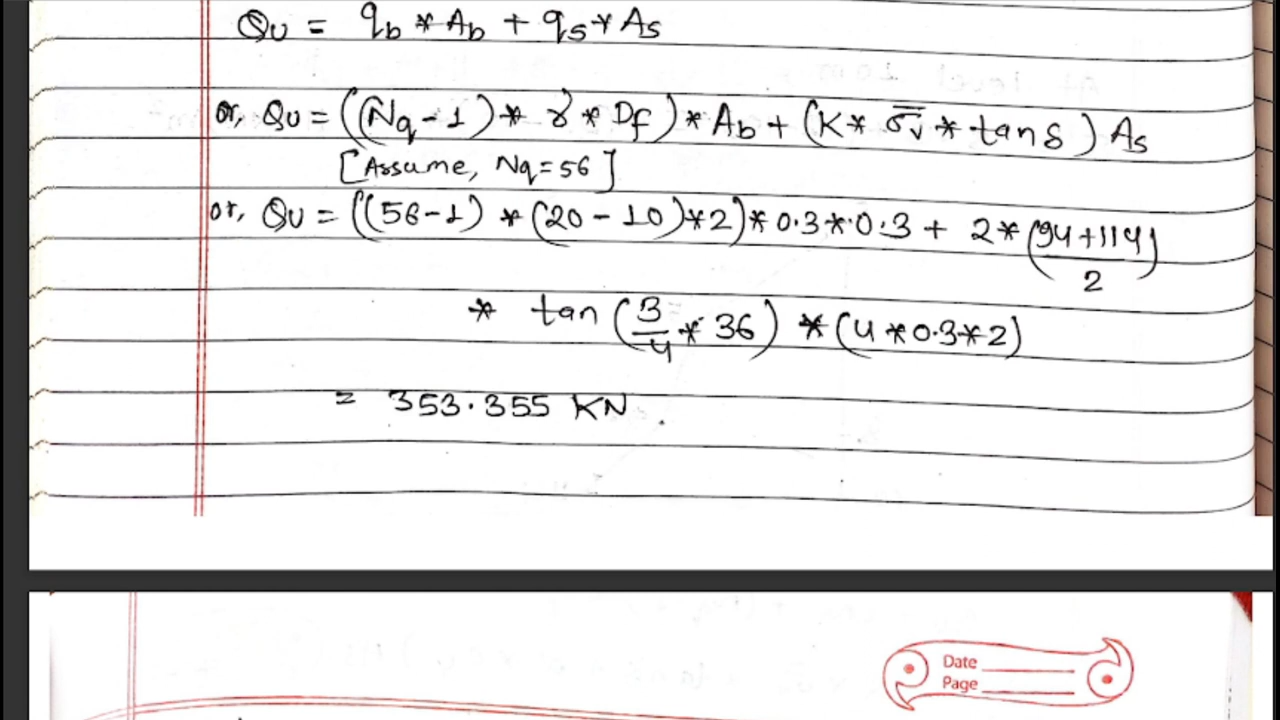 Qu = qb * Ab + qs * As
or, Qu = ((Nq - 1) * γ * Df) * Ab + (K * σ̅v * tan δ) As
[Assume, Nq = 56]
or, Qu = ((56-1) * (20 - 10) * 2) * 0.3 * 0.3 + 2 * (94+114)/2
* tan (3/4 * 36) * (4 * 0.3 * 2)
= 353.355 KN.
Date
Page